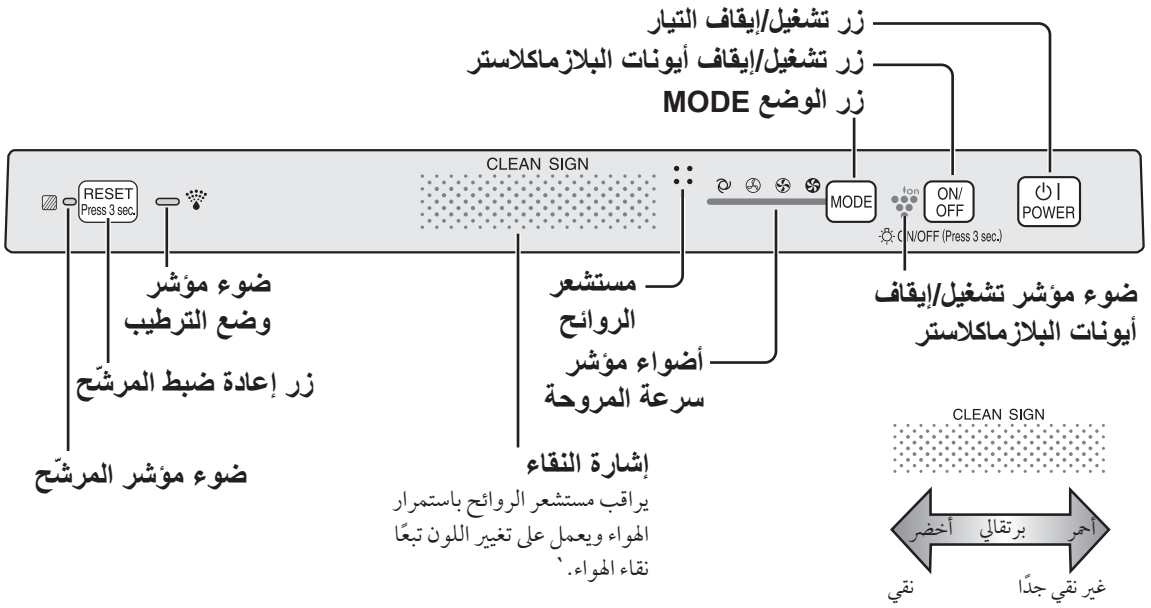 زر تشغيل/إيقاف التيار
زر تشغيل/إيقاف أيونات البلازماكلاستر
زر الوضع MODE
CLEAN SIGN
RESET
Press 3 sec.
MODE
ion
ON/
OFF
POWER
ON/OFF (Press 3 sec.)
ضوء مؤشر تشغيل/إيقاف
أيونات البلازماكلاستر
مستشعر
الروائح
أضواء مؤشر
سرعة المروحة
ضوء مؤشر
وضع الترطيب
زر إعادة ضبط المرشّح
ضوء مؤشر المرشّح
إشارة النقاء
يراقب مستشعر الروائح باستمرار
الهواء ويعمل على تغيير اللون تبعًا
نقاء الهواء.`
CLEAN SIGN
أحمر برتقالي أخضر
غير نقي جدًا نقي